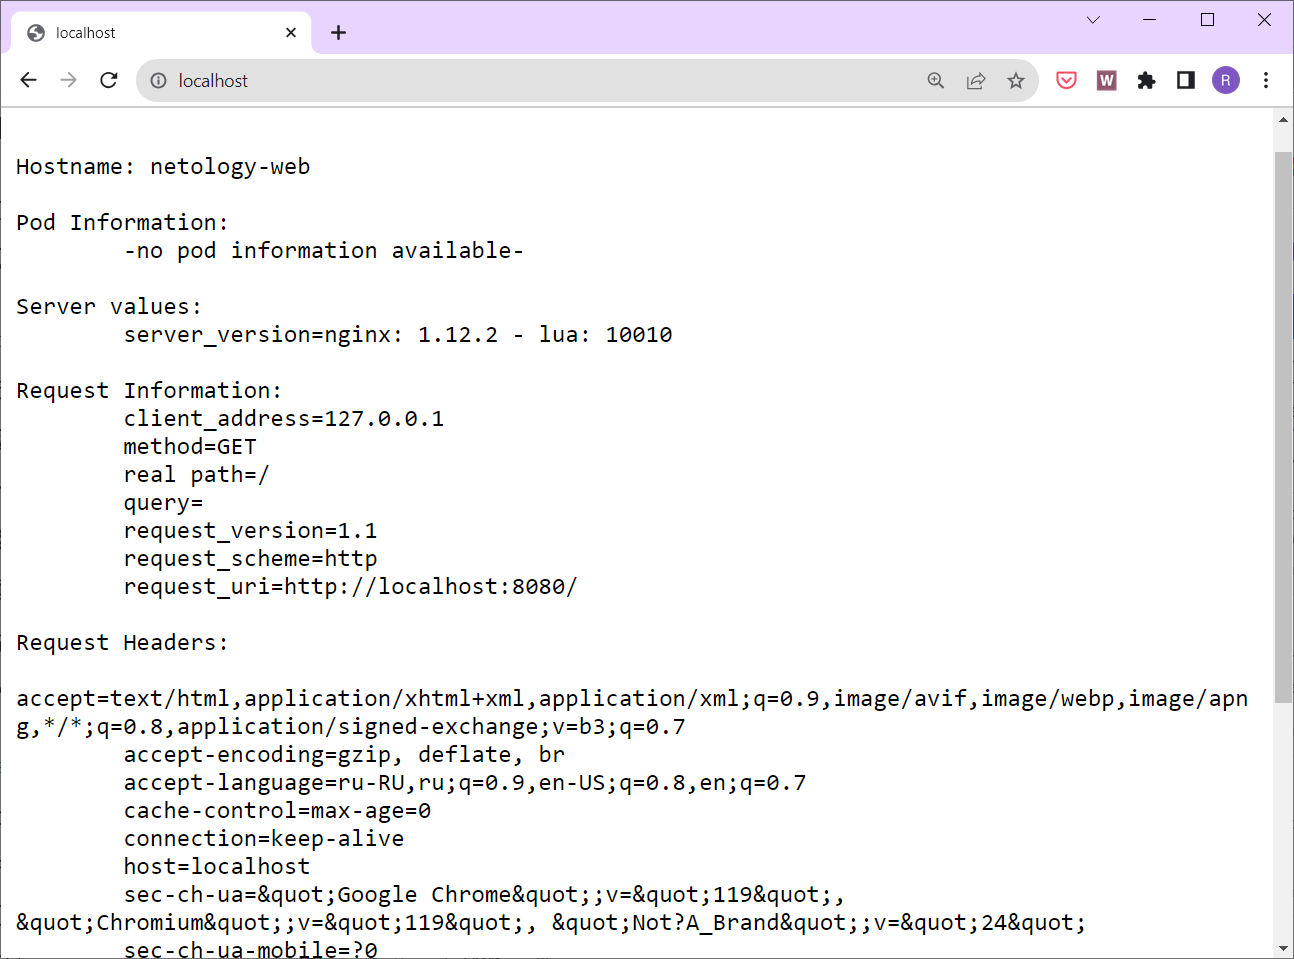 localhost
localhost
W
R
Hostname: netology-web
Pod Information:
-no pod information available-
Server values:
server_version=nginx: 1.12.2 - lua: 10010
Request Information:
client_address=127.0.0.1
method=GET
real path=/
query=
request_version=1.1
request_scheme=http
request_uri=http://localhost:8080/
Request Headers:
accept=text/html,application/xhtml+xml,application/xml;q=0.9,image/avif,image/webp,image/apn
g,*/*;q=0.8,application/signed-exchange;v=b3;q=0.7
accept-encoding=gzip, deflate, br
accept-language=ru-RU,ru;q=0.9,en-US;q=0.8,en;q=0.7
cache-control=max-age=0
connection=keep-alive
host=localhost
sec-ch-ua=&quot;Google Chrome&quot;;v=&quot;119&quot;,
&quot;Chromium&quot;;v=&quot;119&quot;, &quot;Not?A_Brand&quot;;v=&quot;24&quot;
sec-ch-ua-mobile=?0